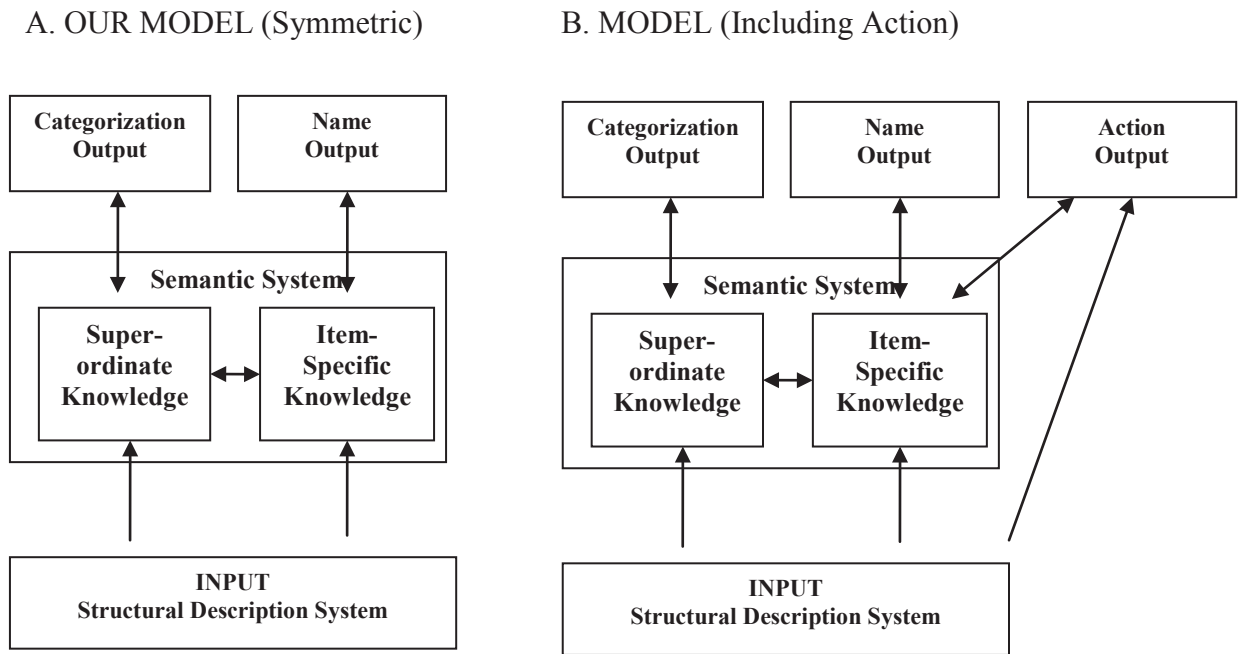 A. OUR MODEL (Symmetric)
Categorization
Output
Name
Output
Semantic System
Super-
ordinate
Knowledge
Item-
Specific
Knowledge
INPUT
Structural Description System
B. MODEL (Including Action)
Categorization
Output
Name
Output
Action
Output
Semantic System
Super-
ordinate
Knowledge
Item-
Specific
Knowledge
INPUT
Structural Description System